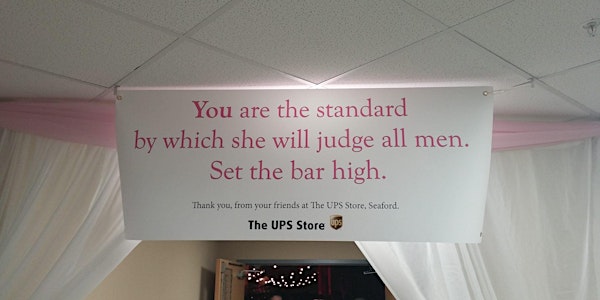 You are the standard
by which she will judge all men.
Set the bar high.
Thank you, from your friends at The UPS Store, Seaford.
The UPS Store ups